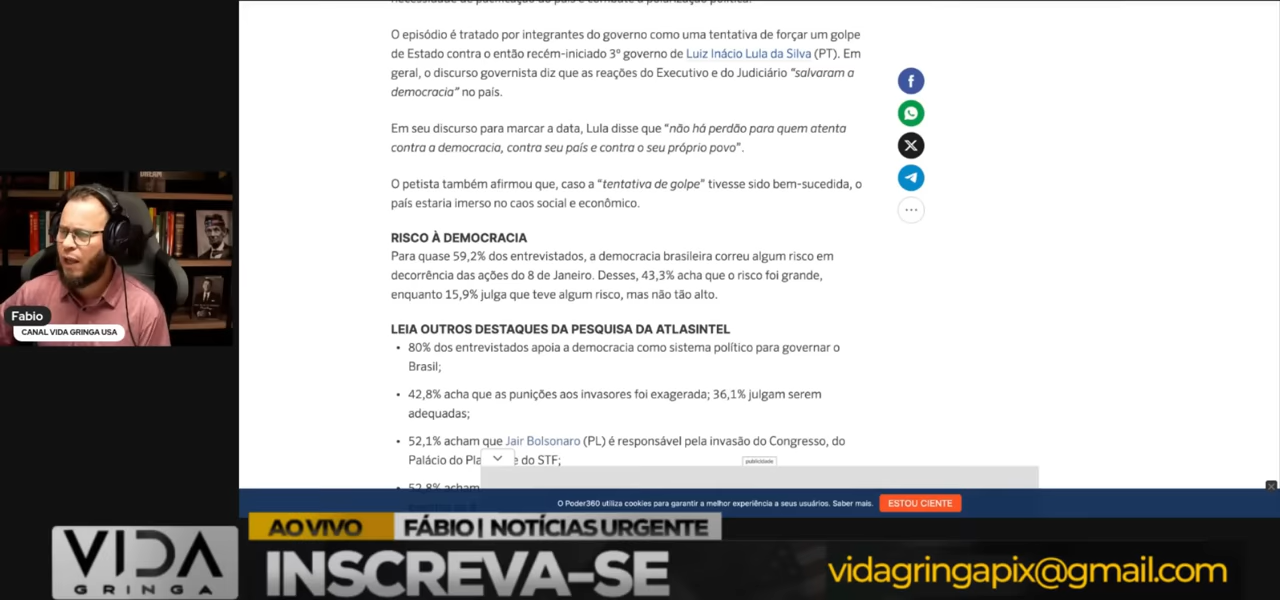 O episódio é tratado por integrantes do governo como uma tentativa de forçar um golpe
de Estado contra o então recém-iniciado 3º governo de Luiz Inácio Lula da Silva (PT). Em
geral, o discurso governista diz que as reações do Executivo e do Judiciário “salvaram a
democracia” no país.
Em seu discurso para marcar a data, Lula disse que “não há perdão para quem atenta
contra a democracia, contra seu país e contra o seu próprio povo”.
O petista também afirmou que, caso a “tentativa de golpe” tivesse sido bem-sucedida, o
país estaria imerso no caos social e econômico.
RISCO À DEMOCRACIA
Para quase 59,2% dos entrevistados, a democracia brasileira correu algum risco em
decorrência das ações do 8 de Janeiro. Desses, 43,3% acha que o risco foi grande,
enquanto 15,9% julga que teve algum risco, mas não tão alto.
LEIA OUTROS DESTAQUES DA PESQUISA DA ATLASINTEL
• 80% dos entrevistados apoia a democracia como sistema político para governar o
Brasil;
• 42,8% acha que as punições aos invasores foi exagerada; 36,1% julgam serem
adequadas;
• 52,1% acham que Jair Bolsonaro (PL) é responsável pela invasão do Congresso, do
Palácio do Pla e do STF;
publicidade
• 52,8% acham
O Poder360 utiliza cookies para garantir a melhor experiência a seus usuários. Saber mais.
ESTOU CIENTE
DREAM
Fabio
CANAL VIDA GRINGA USA
AO VIVO
FÁBIO | NOTÍCIAS URGENTE
VIDA
GRINGA
INSCREVA-SE
vidagringapix@gmail.com